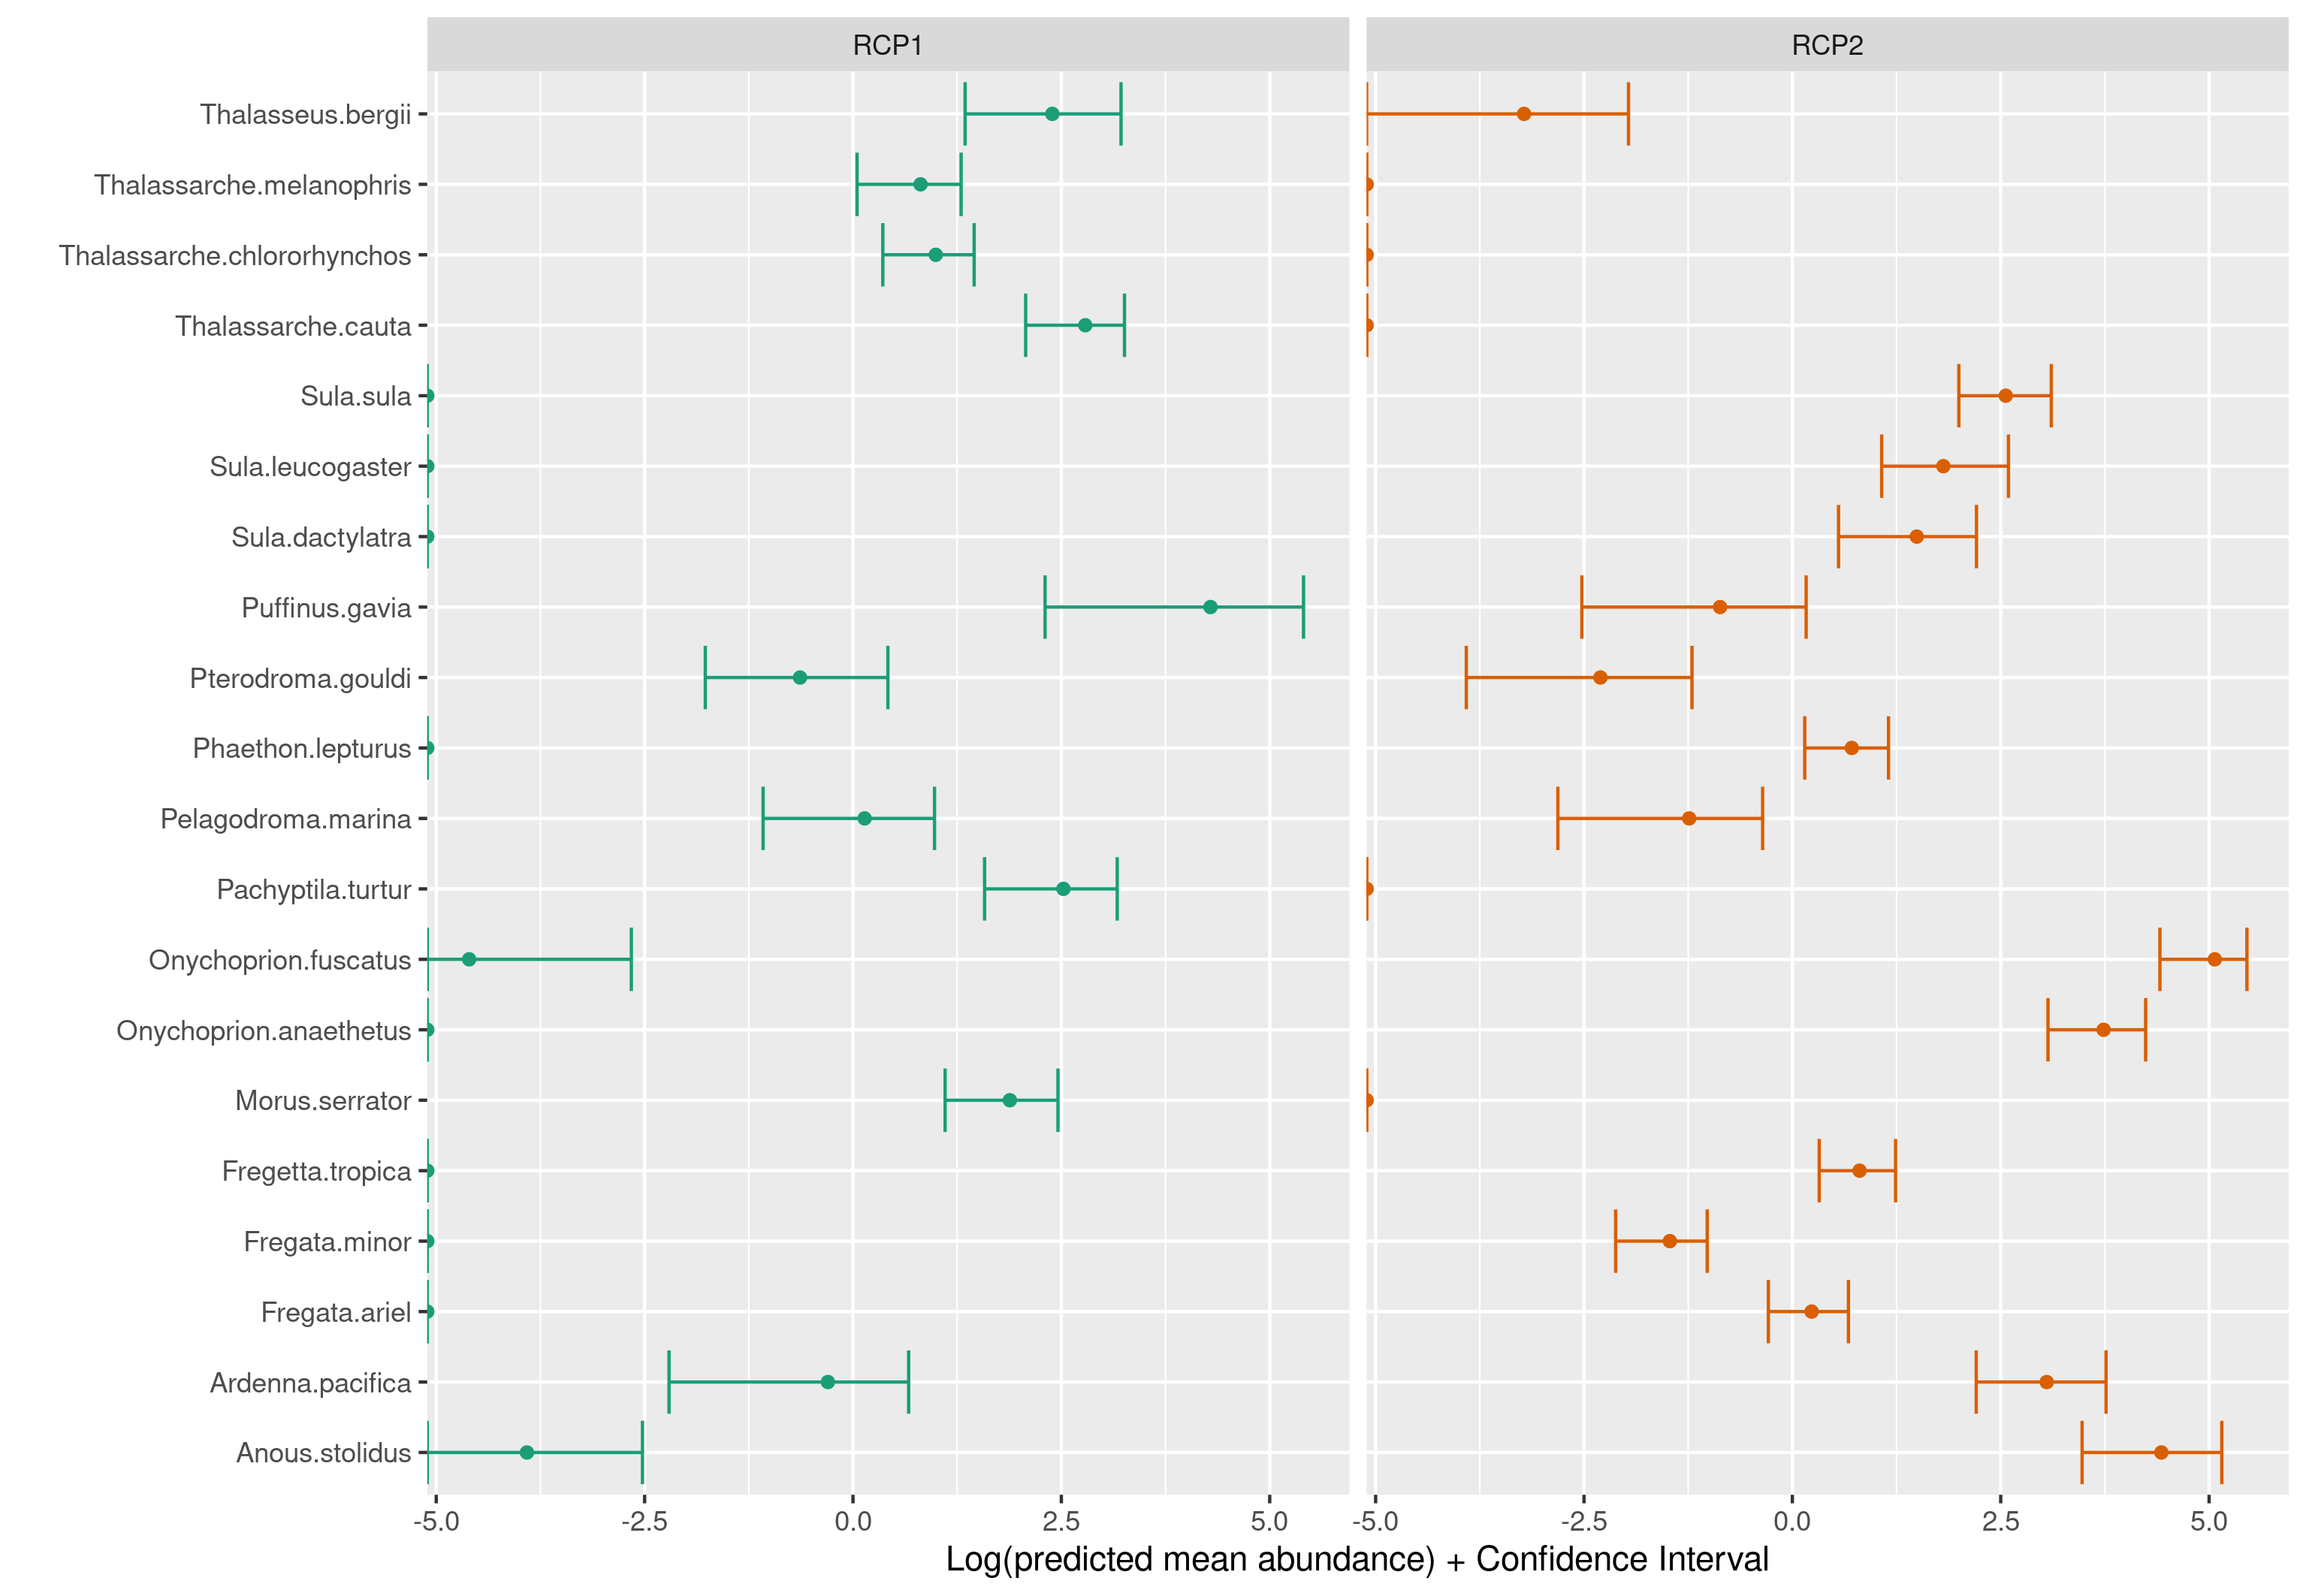 RCP1 RCP2
Thalasseus.bergii
Thalassarche.melanophris
Thalassarche.chlororhynchos
Thalassarche.cauta
Sula.sula
Sula.leucogaster
Sula.dactylatra
Puffinus.gavia
Pterodroma.gouldi
Phaethon.lepturus
Pelagodroma.marina
Pachyptila.turtur
Onychoprion.fuscatus
Onychoprion.anaethetus
Morus.serrator
Fregetta.tropica
Fregata.minor
Fregata.ariel
Ardenna.pacifica
Anous.stolidus
-5.0 -2.5 0.0 2.5 5.0 -5.0 -2.5 0.0 2.5 5.0
Log(predicted mean abundance) + Confidence Interval